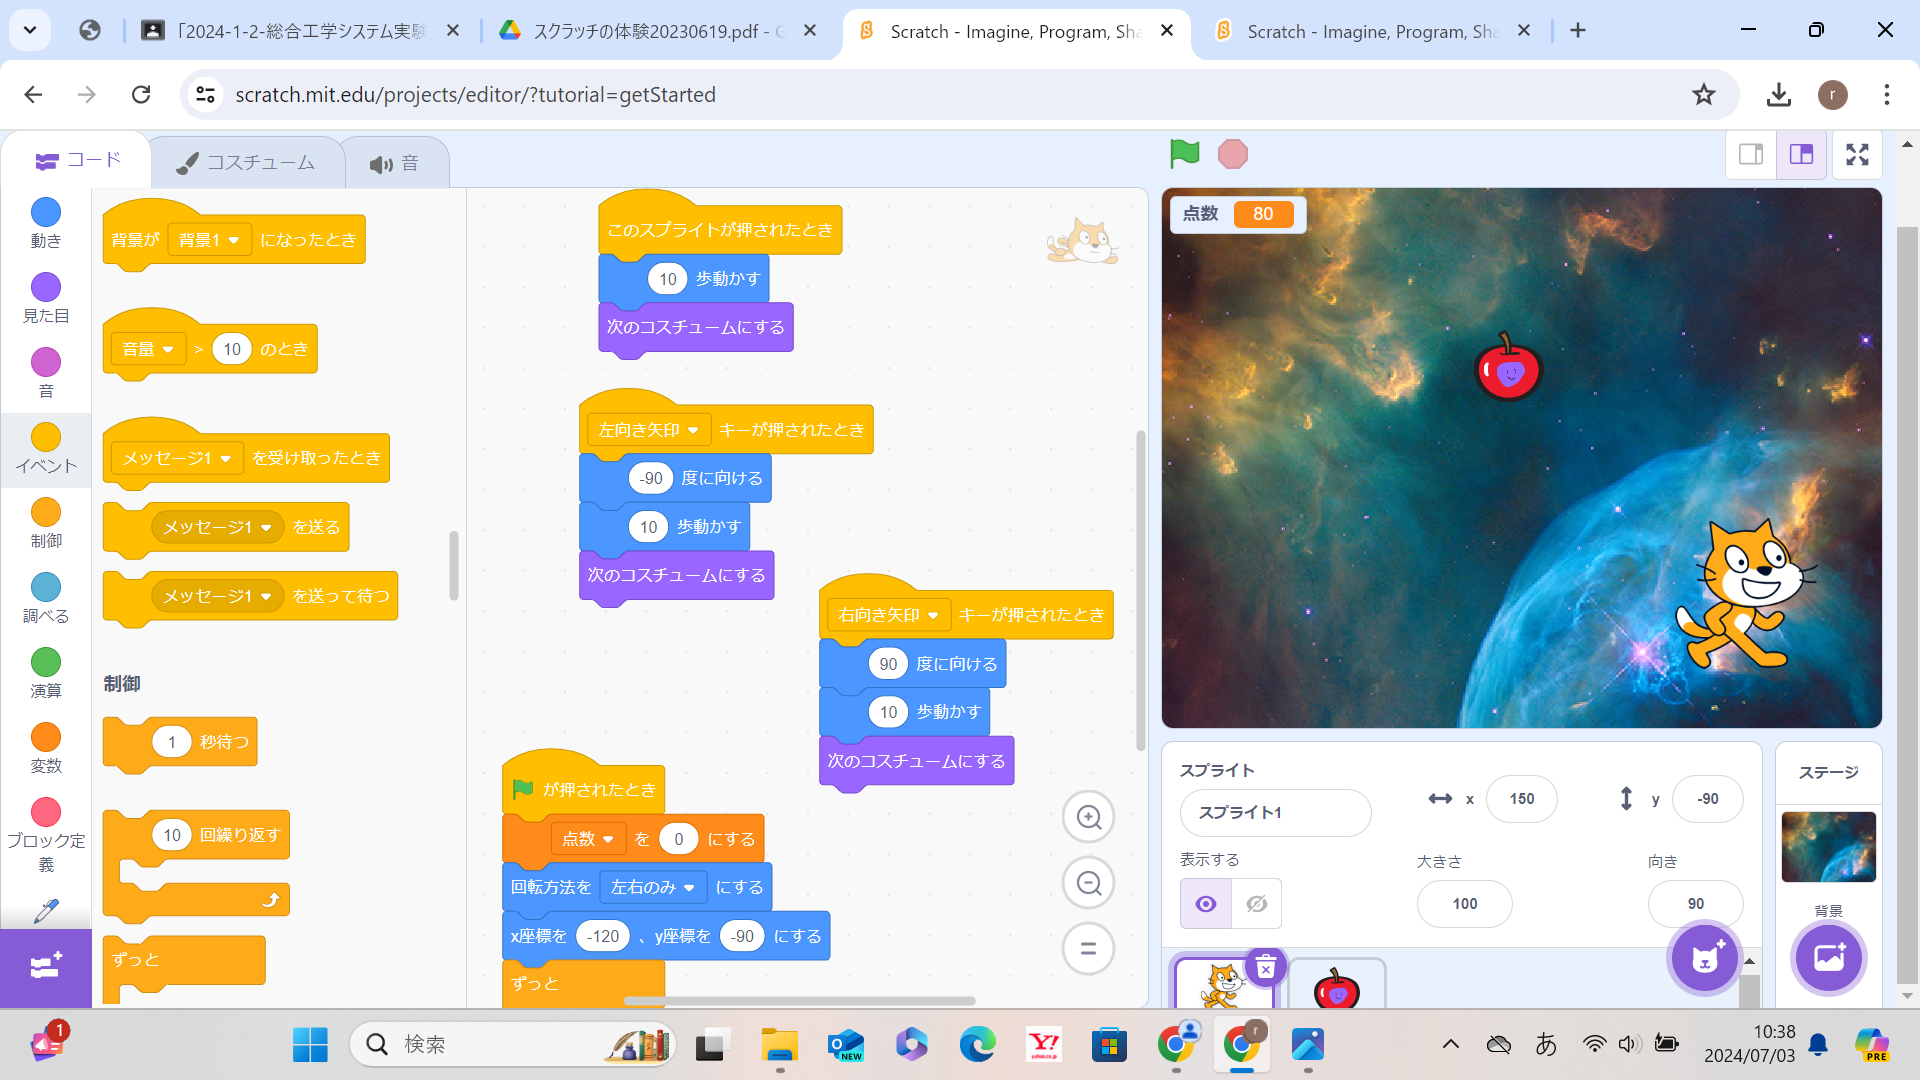 「2024-1-2-総合工学システム実験
スクラッチの体験20230619.pdf - G
Scratch - Imagine, Program, Sha
Scratch - Imagine, Program, Sha
scratch.mit.edu/projects/editor/?tutorial=getStarted
r
コード
コスチューム
音
動き
見た目
音
イベント
制御
調べる
演算
変数
ブロック定
義
背景が 背景1 になったとき
音量 > 10 のとき
メッセージ1 を受け取ったとき
メッセージ1 を送る
メッセージ1 を送って待つ
制御
1 秒待つ
10 回繰り返す
ずっと
このスプライトが押されたとき
10 歩動かす
次のコスチュームにする
左向き矢印 キーが押されたとき
-90 度に向ける
10 歩動かす
次のコスチュームにする
右向き矢印 キーが押されたとき
90 度に向ける
10 歩動かす
次のコスチュームにする
が押されたとき
点数 を 0 にする
回転方法を 左右のみ にする
x座標を -120 、y座標を -90 にする
ずっと
点数 80
スプライト
スプライト1
x 150
y -90
表示する
大きさ
100
向き
90
ステージ
背景
1
検索
NEW
Y!
yahoo.co.jp
r
あ
10:38
2024/07/03
PRE